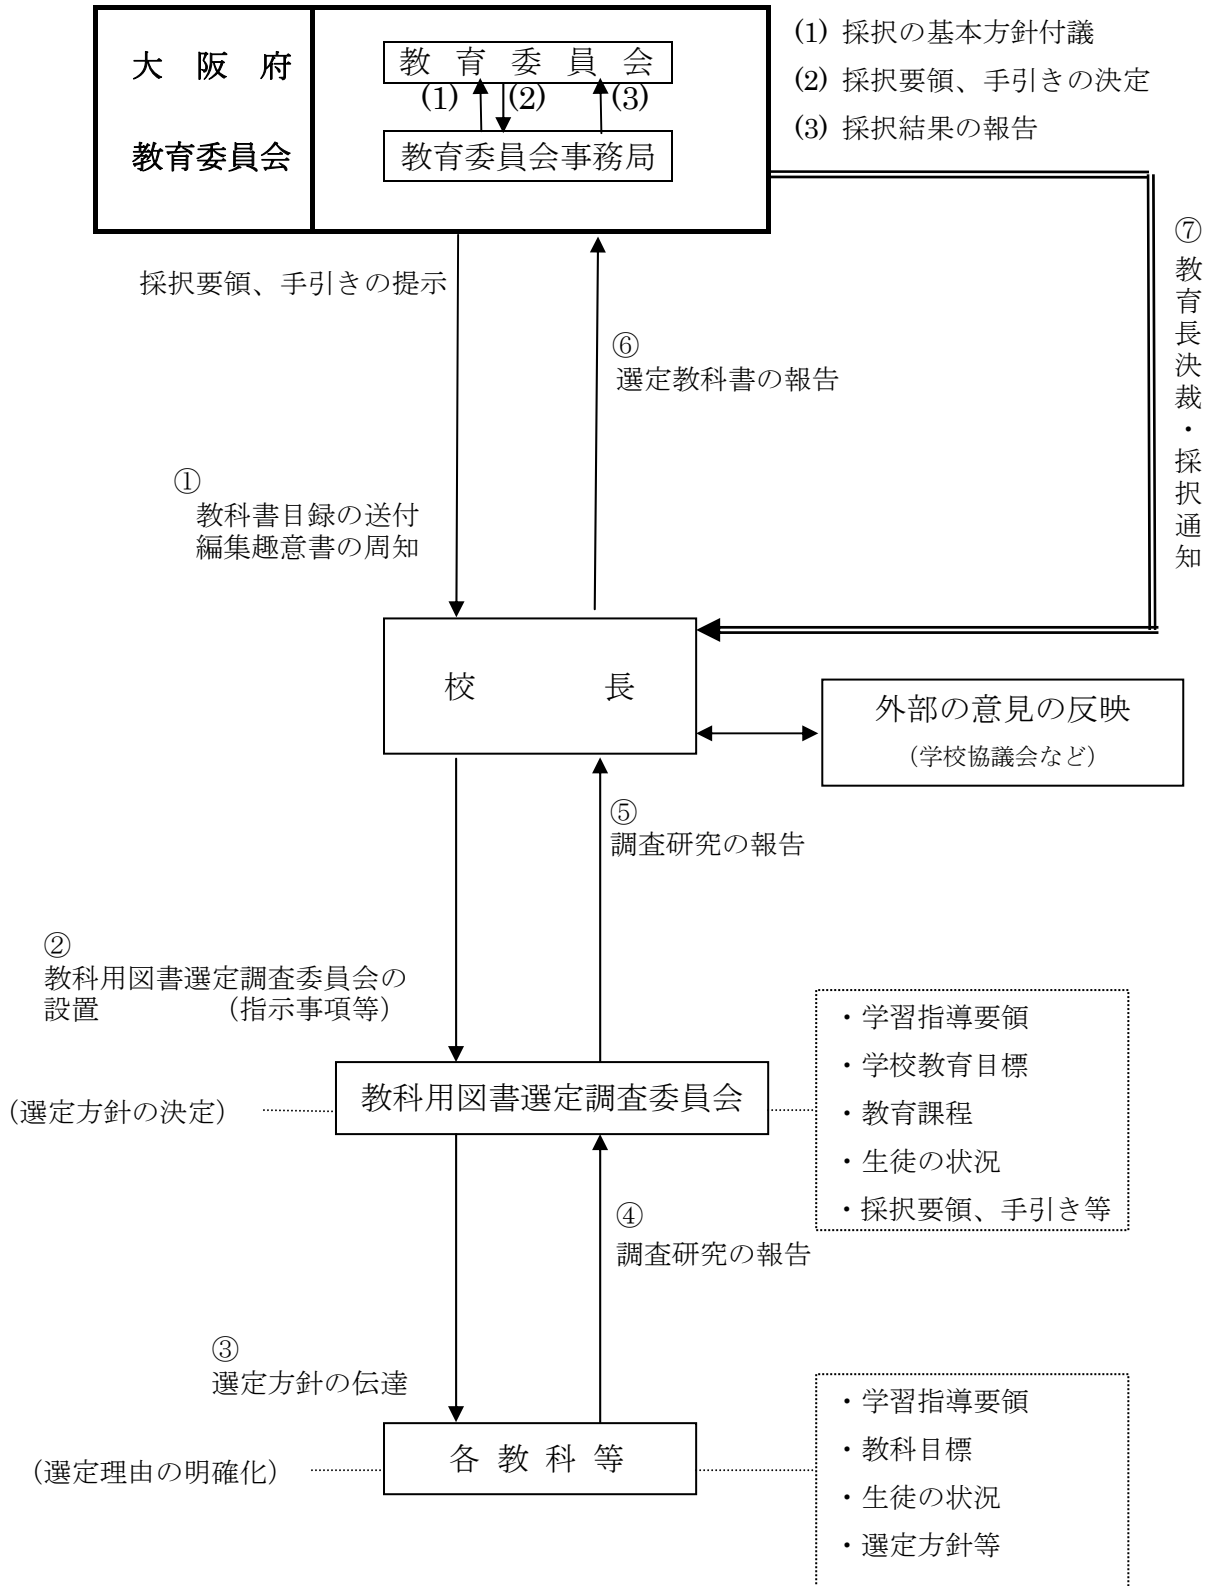 大阪府
教育委員会
教育委員会
(1) (2) (3)
教育委員会事務局
(1) 採択の基本方針付議
(2) 採択要領、手引きの決定
(3) 採択結果の報告
採択要領、手引きの提示
⑦教育長決裁・採択通知
⑥
選定教科書の報告
①
教科書目録の送付
編集趣意書の周知
校長
外部の意見の反映
（学校協議会など）
⑤
調査研究の報告
②
教科用図書選定調査委員会の
設置　（指示事項等）
教科用図書選定調査委員会
（選定方針の決定）
・学習指導要領
・学校教育目標
・教育課程
・生徒の状況
・採択要領、手引き等
④
調査研究の報告
③
選定方針の伝達
各教科等
（選定理由の明確化）
・学習指導要領
・教科目標
・生徒の状況
・選定方針等